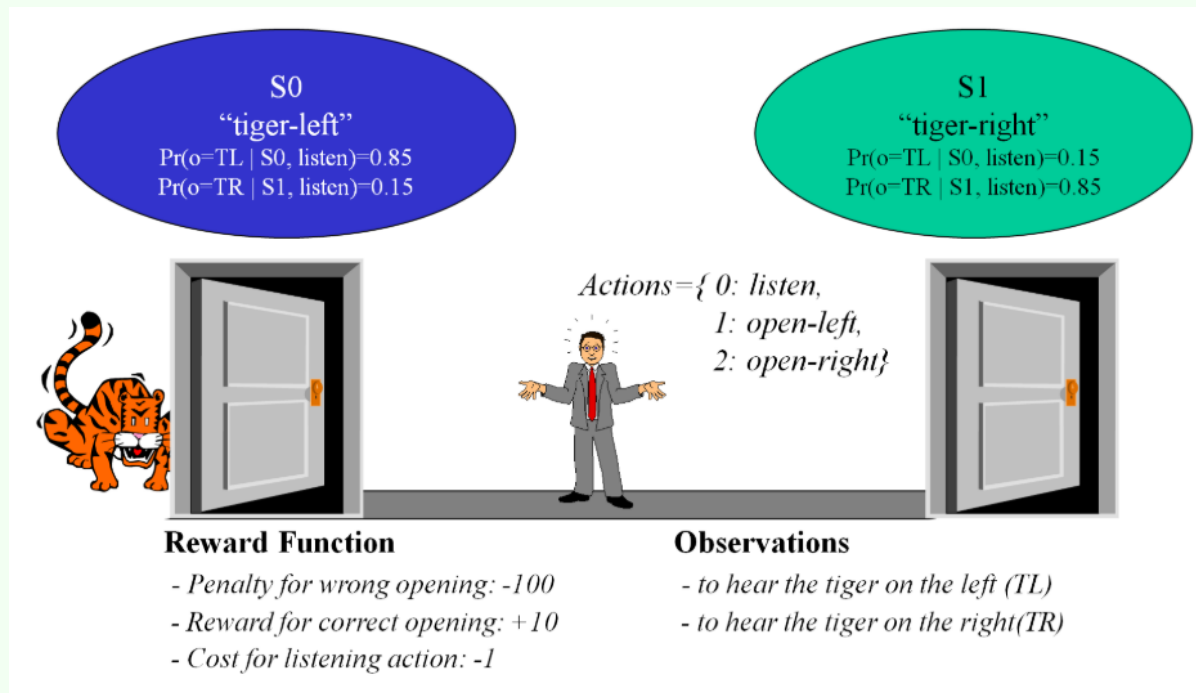 S0
“tiger-left”
Pr(o=TL | S0, listen)=0.85
Pr(o=TR | S1, listen)=0.15
S1
“tiger-right”
Pr(o=TL | S0, listen)=0.15
Pr(o=TR | S1, listen)=0.85
Actions={ 0: listen,
1: open-left,
2: open-right}
Reward Function
- Penalty for wrong opening: -100
- Reward for correct opening: +10
- Cost for listening action: -1
Observations
- to hear the tiger on the left (TL)
- to hear the tiger on the right(TR)